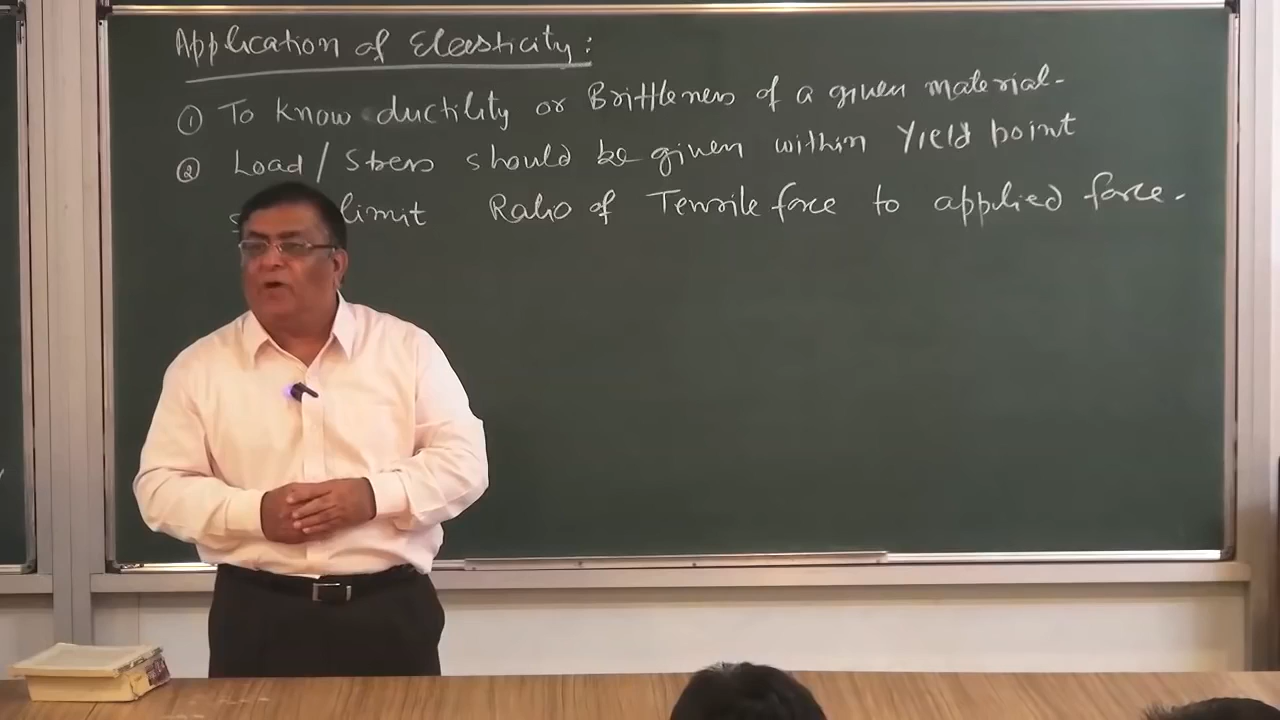 Application of Elasticity:
① To know ductility or Brittleness of a given material-
② Load/Stress should be given within Yield point
limit Ratio of Tensile force to applied force.